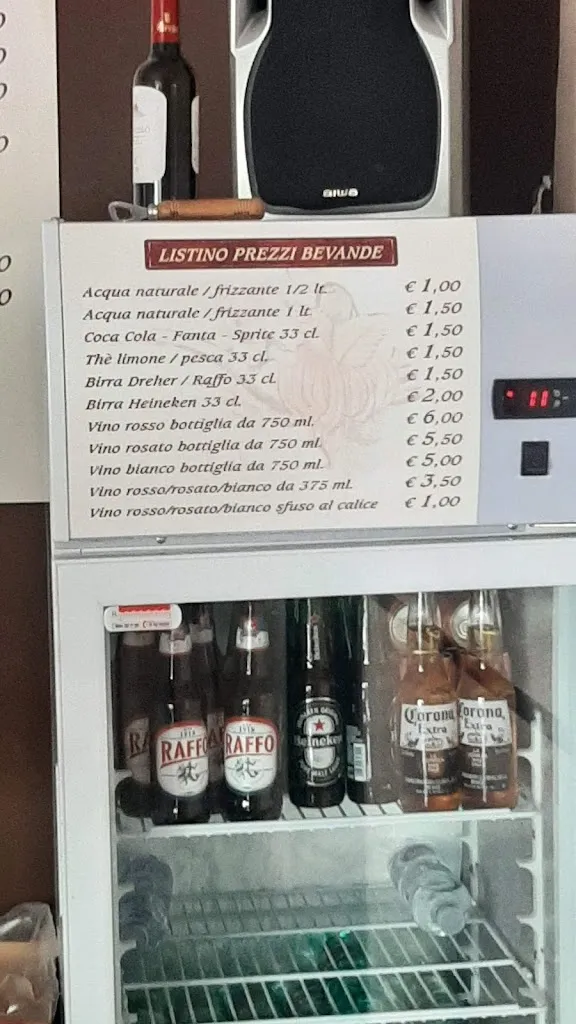 aiwa
LISTINO PREZZI BEVANDE
Acqua naturale / frizzante 1/2 lt. € 1,00
Acqua naturale / frizzante 1 lt. € 1,50
Coca Cola - Fanta - Sprite 33 cl. € 1,50
Thè limone / pesca 33 cl. € 1,50
Birra Dreher / Raffo 33 cl. € 1,50
Birra Heineken 33 cl. € 2,00
Vino rosso bottiglia da 750 ml. € 6,00
Vino rosato bottiglia da 750 ml. € 5,50
Vino bianco bottiglia da 750 ml. € 5,00
Vino rosso/rosato/bianco da 375 ml. € 3,50
Vino rosso/rosato/bianco sfuso al calice € 1,00
11
RAFFO
RAFFO
Heineken
Corona
Extra
Corona
Extra